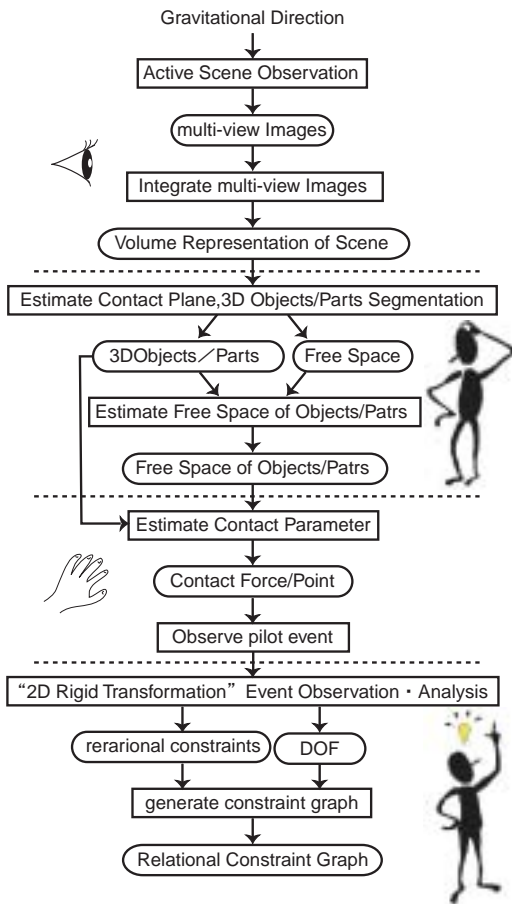 Gravitational Direction
Active Scene Observation
multi-view Images
Integrate multi-view Images
Volume Representation of Scene
Estimate Contact Plane,3D Objects/Parts Segmentation
3DObjects／Parts
Free Space
Estimate Free Space of Objects/Patrs
Free Space of Objects/Patrs
Estimate Contact Parameter
Contact Force/Point
Observe pilot event
“2D Rigid Transformation” Event Observation・Analysis
rerarional constraints
DOF
generate constraint graph
Relational Constraint Graph